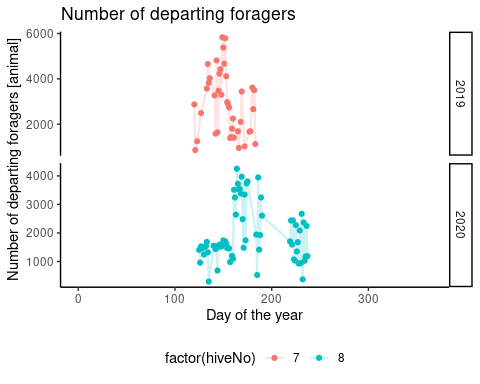 Number of departing foragers
Number of departing foragers [animal]
6000
4000
2000
2019
4000
3000
2000
1000
2020
0 100 200 300
Day of the year
factor(hiveNo) 7 8